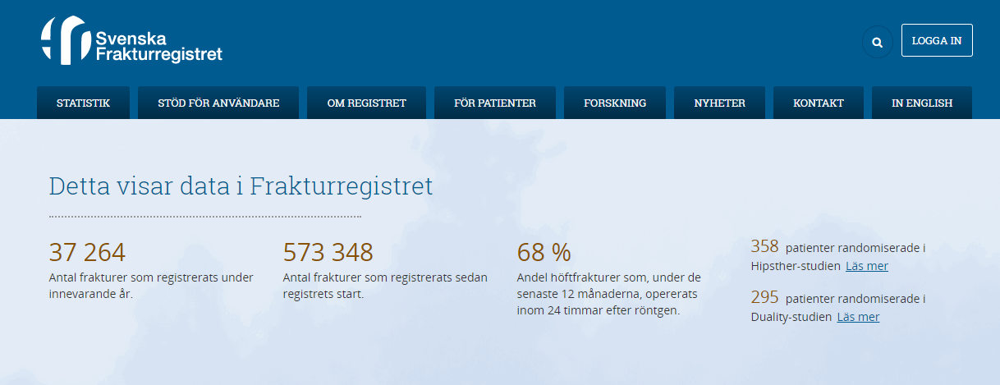 Svenska
Frakturregistret
LOGGA IN
STATISTIK
STÖD FÖR ANVÄNDARE
OM REGISTRET
FÖR PATIENTER
FORSKNING
NYHETER
KONTAKT
IN ENGLISH
Detta visar data i Frakturregistret
37 264
Antal frakturer som registrerats under
innevarande år.
573 348
Antal frakturer som registrerats sedan
registrets start.
68 %
Andel höftfrakturer som, under de
senaste 12 månaderna, opererats
inom 24 timmar efter röntgen.
358 patienter randomiserade i
Hipsther-studien Läs mer
295 patienter randomiserade i
Duality-studien Läs mer